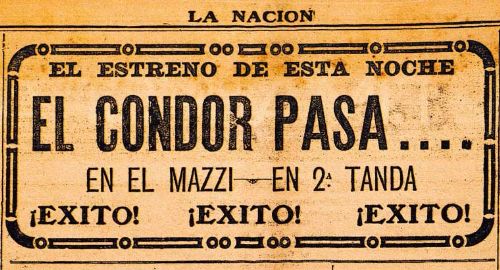 LA NACION
EL ESTRENO DE ESTA NOCHE
EL CONDOR PASA....
EN EL MAZZI — EN 2ª TANDA
¡EXITO! ¡EXITO! ¡EXITO!